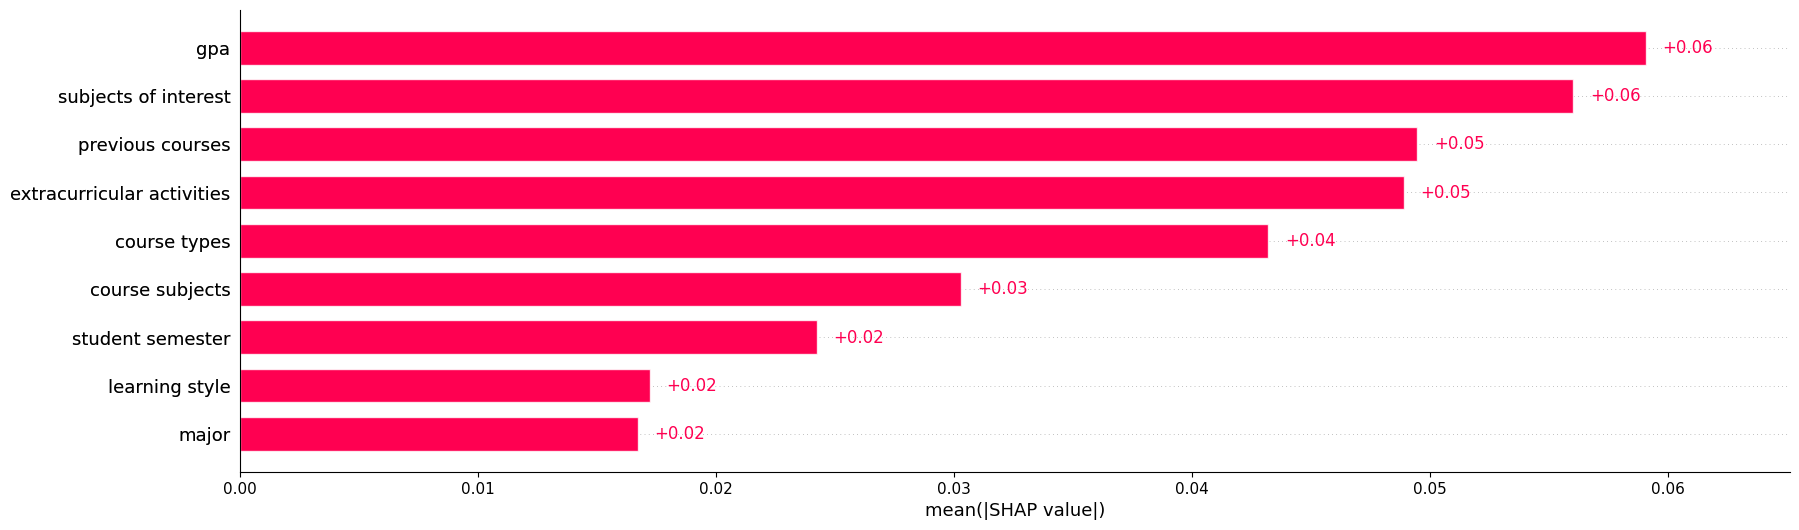 gpa +0.06
subjects of interest +0.06
previous courses +0.05
extracurricular activities +0.05
course types +0.04
course subjects +0.03
student semester +0.02
learning style +0.02
major +0.02
0.00 0.01 0.02 0.03 0.04 0.05 0.06
mean(|SHAP value|)